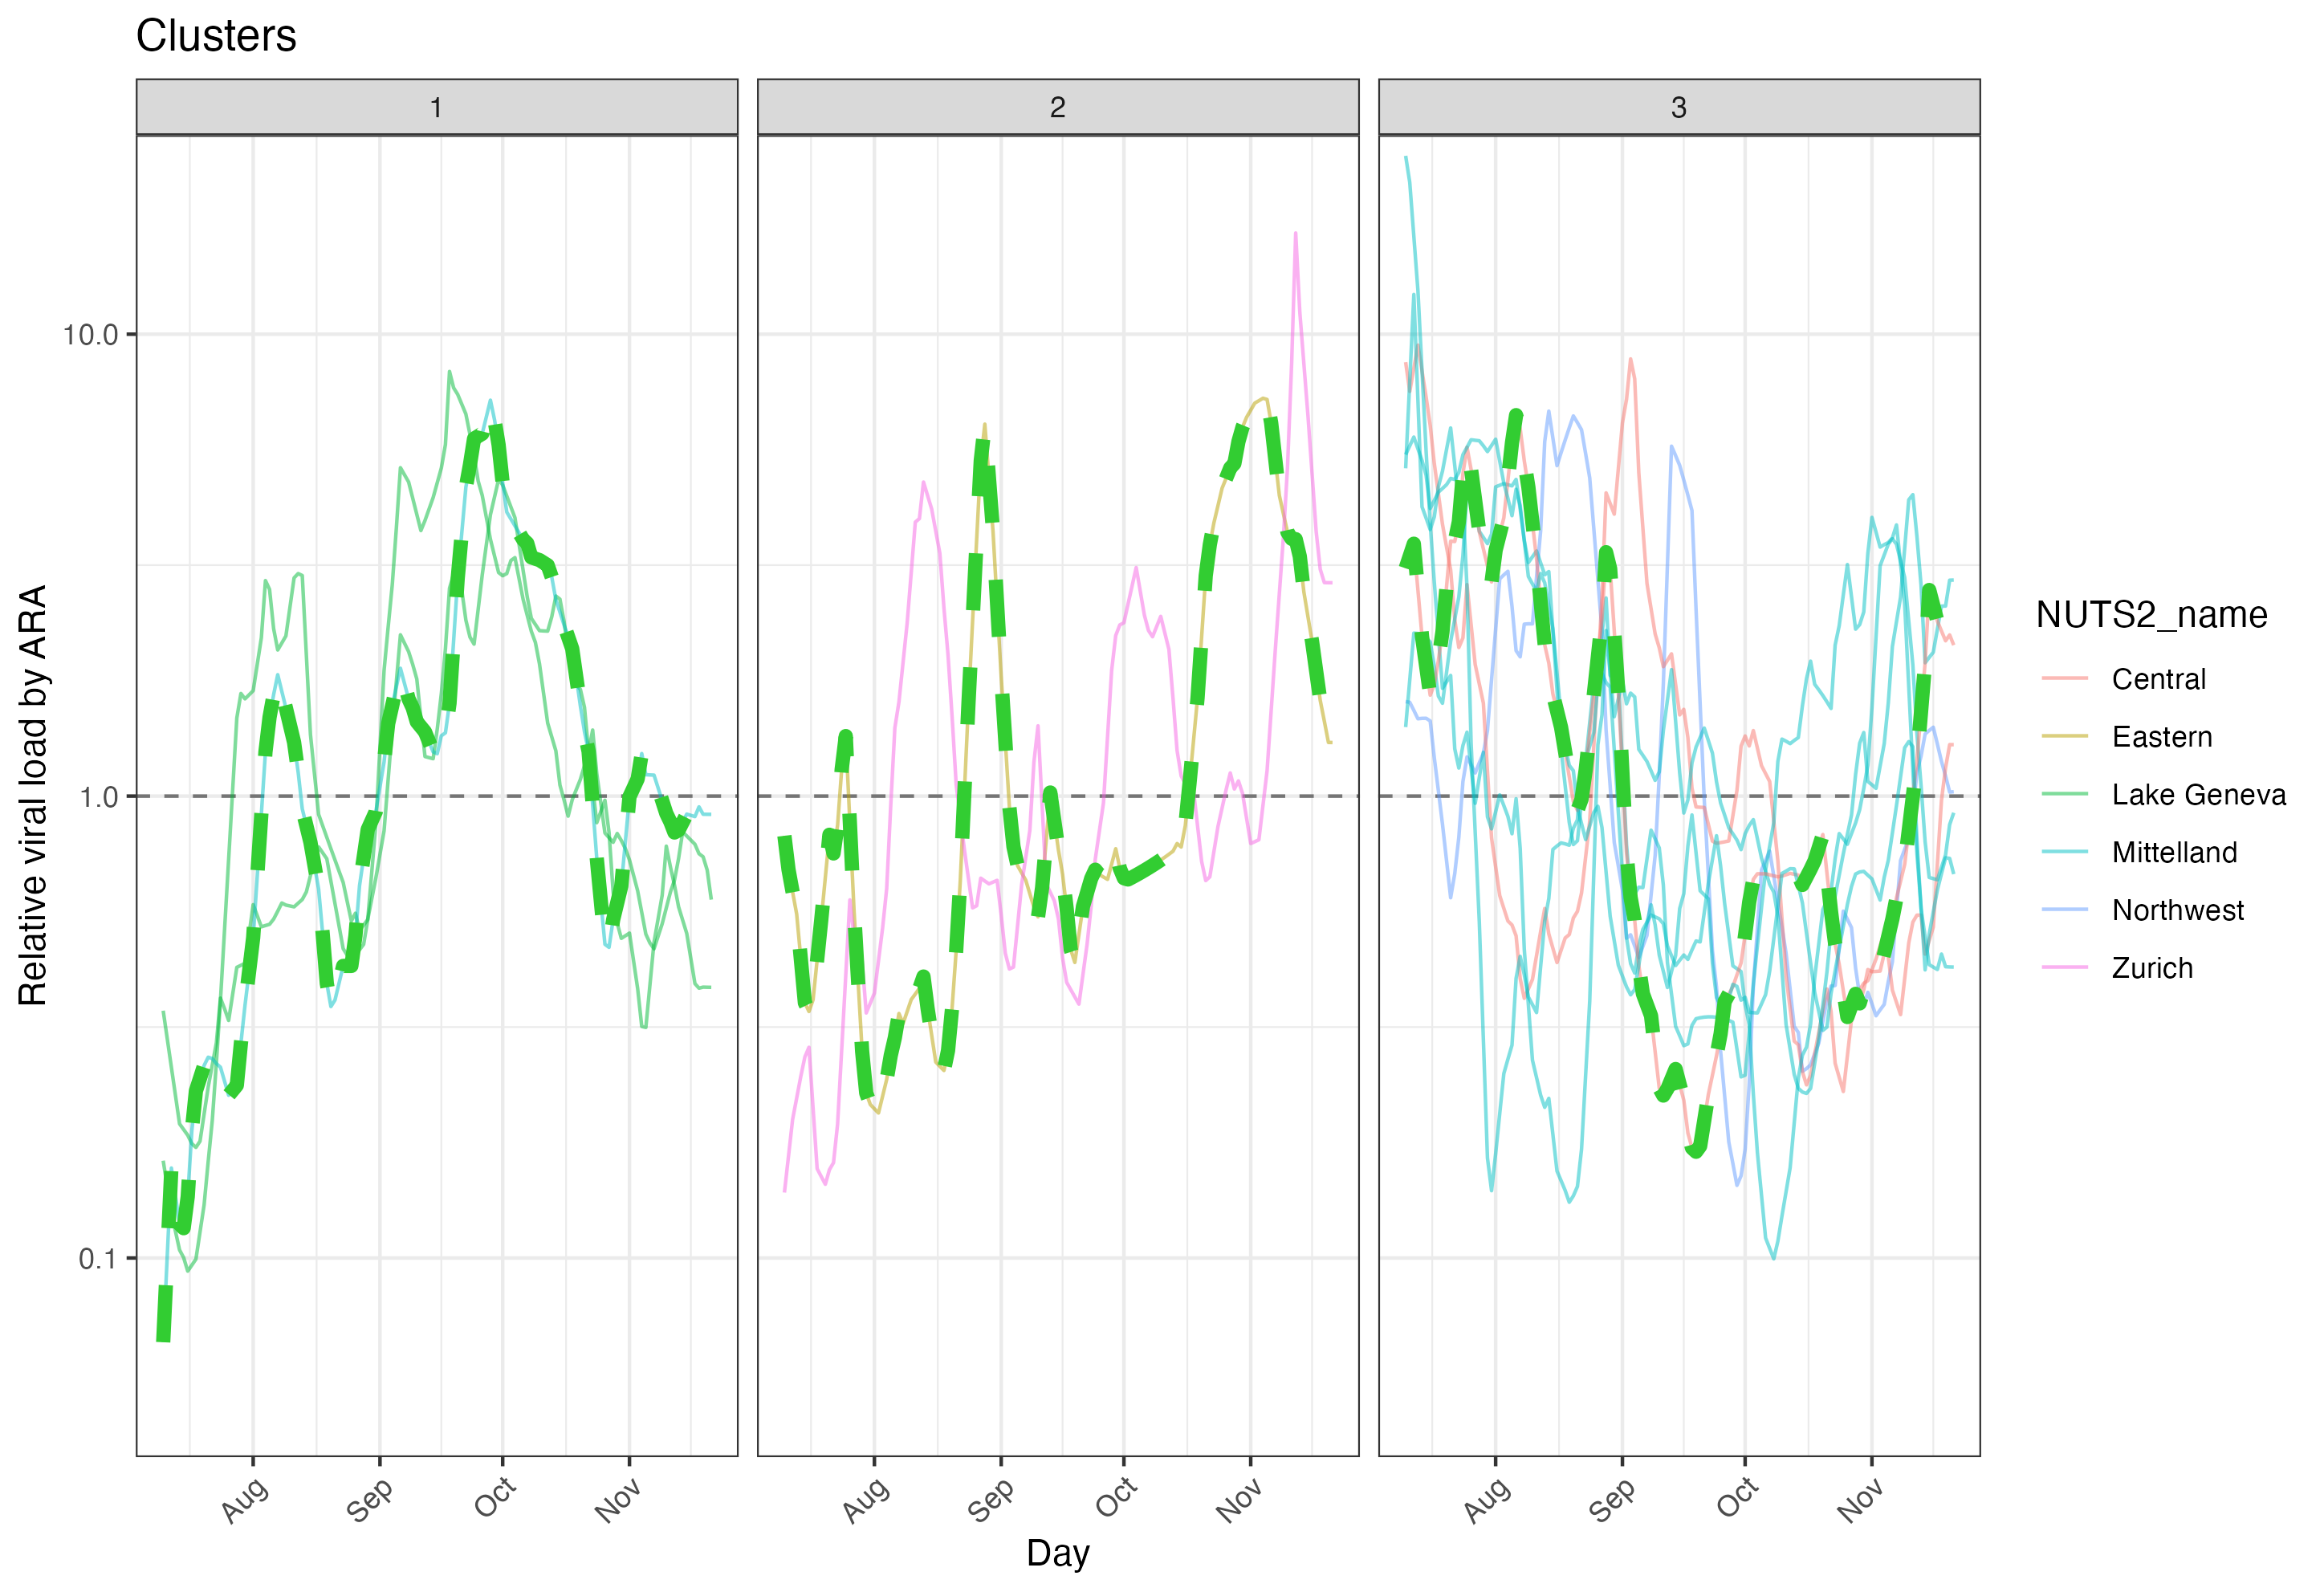 Clusters
1
2
3
Relative viral load by ARA
10.0
1.0
0.1
Aug
Sep
Oct
Nov
Aug
Sep
Oct
Nov
Aug
Sep
Oct
Nov
Day
NUTS2_name
Central
Eastern
Lake Geneva
Mittelland
Northwest
Zurich